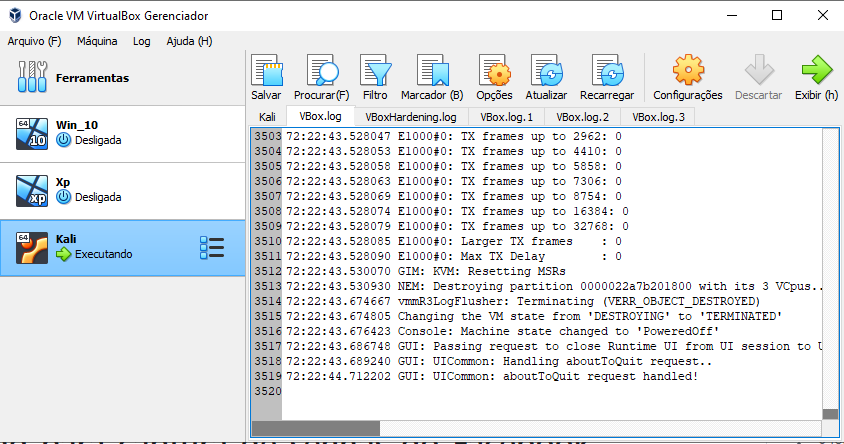 Oracle VM VirtualBox Gerenciador
Arquivo (F) Máquina Log Ajuda (H)
Ferramentas
64 10 Win_10
Desligada
xp Xp
Desligada
64 Kali
Executando
Salvar Procurar(F) Filtro Marcador (B) Opções Atualizar Recarregar Configurações Descartar Exibir (h)
Kali VBox.log VBoxHardening.log VBox.log.1 VBox.log.2 VBox.log.3
3503 72:22:43.528047 E1000#0: TX frames up to 2962: 0
3504 72:22:43.528053 E1000#0: TX frames up to 4410: 0
3505 72:22:43.528058 E1000#0: TX frames up to 5858: 0
3506 72:22:43.528063 E1000#0: TX frames up to 7306: 0
3507 72:22:43.528069 E1000#0: TX frames up to 8754: 0
3508 72:22:43.528074 E1000#0: TX frames up to 16384: 0
3509 72:22:43.528079 E1000#0: TX frames up to 32768: 0
3510 72:22:43.528085 E1000#0: Larger TX frames : 0
3511 72:22:43.528090 E1000#0: Max TX Delay : 0
3512 72:22:43.530070 GIM: KVM: Resetting MSRs
3513 72:22:43.530930 NEM: Destroying partition 0000022a7b201800 with its 3 VCpus..
3514 72:22:43.674667 vmmR3LogFlusher: Terminating (VERR_OBJECT_DESTROYED)
3515 72:22:43.674805 Changing the VM state from 'DESTROYING' to 'TERMINATED'
3516 72:22:43.676423 Console: Machine state changed to 'PoweredOff'
3517 72:22:43.686748 GUI: Passing request to close Runtime UI from UI session to U
3518 72:22:43.689240 GUI: UICommon: Handling aboutToQuit request..
3519 72:22:44.712202 GUI: UICommon: aboutToQuit request handled!
3520